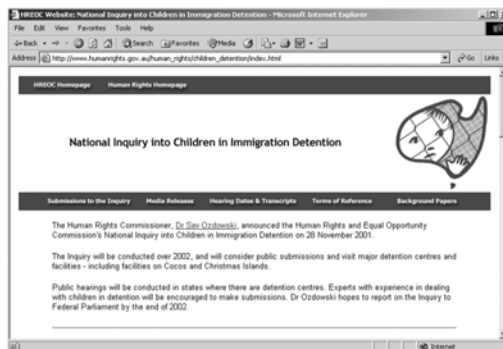 HREOC Website: National Inquiry into Children in Immigration Detention - Microsoft Internet Explorer
File Edit View Favorites Tools Help
Back Search Favorites Media
Address http://www.humanrights.gov.au/human_rights/children_detention/index.html Go Links
HREOC Homepage Human Rights Homepage
National Inquiry into Children in Immigration Detention
Submissions to the Inquiry Media Releases Hearing Dates & Transcripts Terms of Reference Background Papers
The Human Rights Commissioner, Dr Sev Ozdowski, announced the Human Rights and Equal Opportunity
Commission's National Inquiry into Children in Immigration Detention on 28 November 2001.
The Inquiry will be conducted over 2002, and will consider public submissions and visit major detention centres and
facilities - including facilities on Cocos and Christmas Islands.
Public hearings will be conducted in states where there are detention centres. Experts with experience in dealing
with children in detention will be encouraged to make submissions. Dr Ozdowski hopes to report on the Inquiry to
Federal Parliament by the end of 2002.
Internet